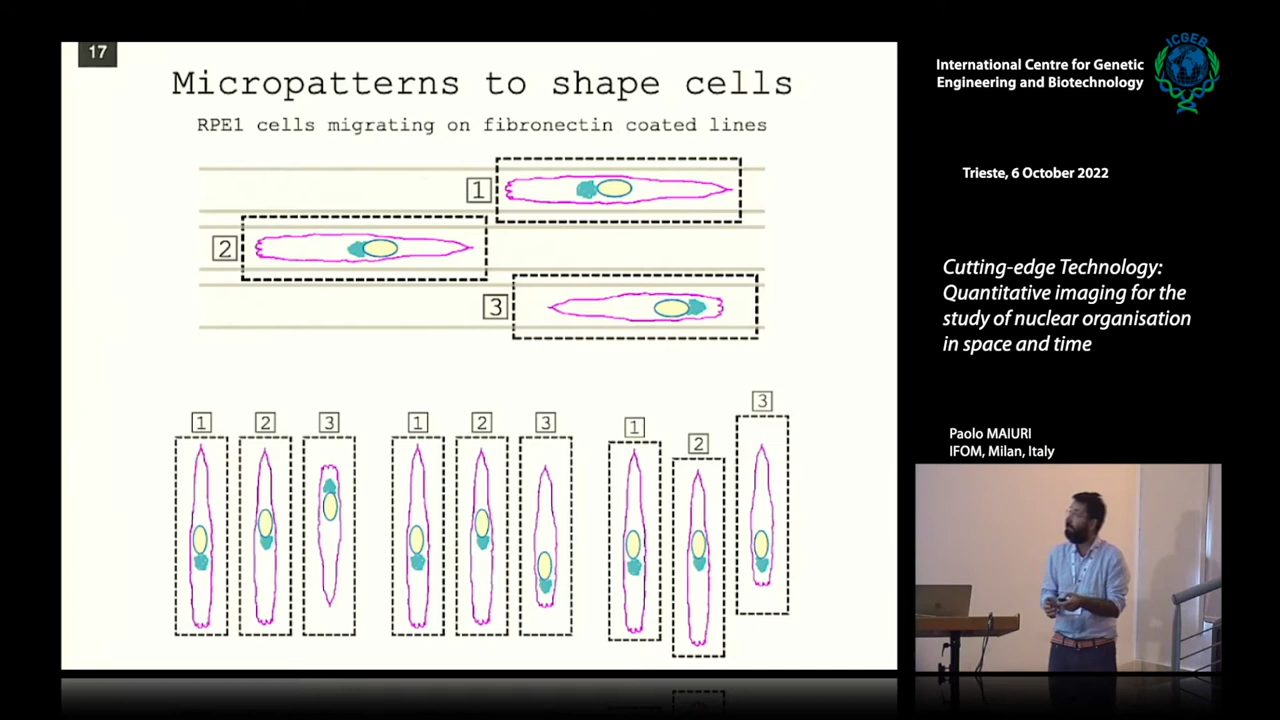 17
Micropatterns to shape cells
RPE1 cells migrating on fibronectin coated lines
1
2
3
1
2
3
1
2
3
1
2
3
International Centre for Genetic
Engineering and Biotechnology
ICGEB
Trieste, 6 October 2022
Cutting-edge Technology:
Quantitative imaging for the
study of nuclear organisation
in space and time
Paolo MAIURI
IFOM, Milan, Italy